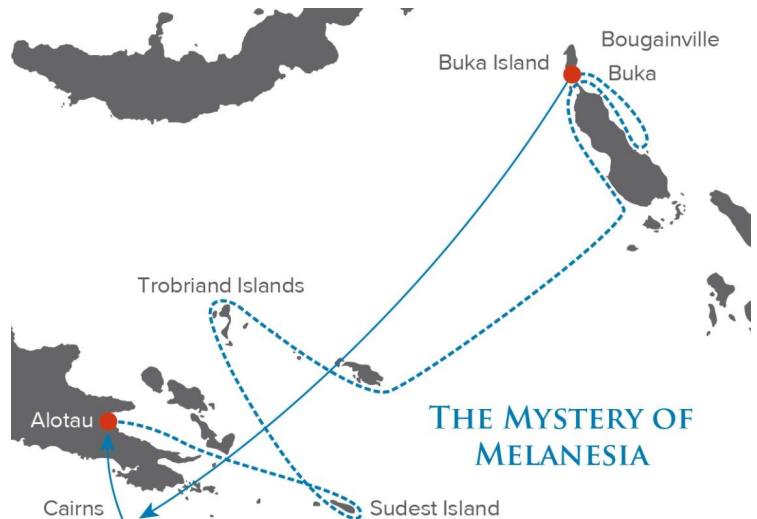 Bougainville
Buka Island
Buka
Trobriand Islands
Alotau
THE MYSTERY OF
MELANESIA
Cairns
Sudest Island